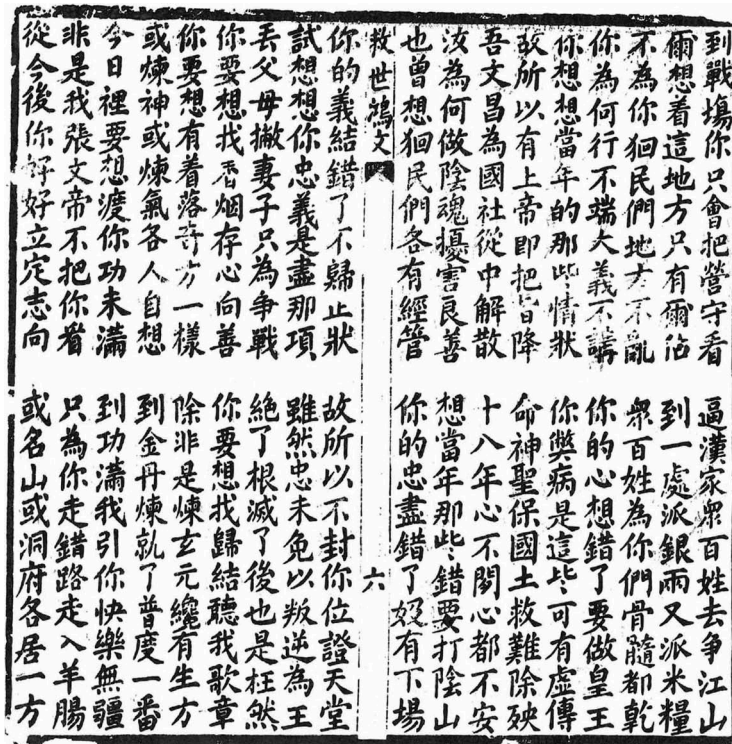 到戰塲你只會把營守看
逼漢家眾百姓去争江山
爾想着這地方只有爾佔
到一處派銀兩又派米糧
不為你民們地方不亂
眾百姓為你們骨髓都乾
你為何行不端大義不講
你的心想錯了要做皇王
你想想當年的那些情狀
你獘病是這些可有虛傳
故所以有上帝即把旨降
命神聖保國土救難除殃
吾文昌為國社從中解散
十八年心不閑心都不安
汝為何做陰魂擾害良善
想當年那些錯要打陰山
也曾想民們各有經管
你的忠盡錯了沒有下場
救世鴻文
六
你的義結錯了不歸止狀
故所以不封你位證天堂
試想想你忠義是盡那項
雖然忠未免以叛逆為王
丟父母撇妻子只為争戰
絕了根滅了後也是枉然
你要想找香烟存心向善
你要想找歸結聽我歌章
你要想有着落奇方一樣
除非是煉玄元纔有生方
或煉神或煉氣各人自想
到金丹煉就了普度一番
今日裡要想渡你功未滿
到功滿我引你快樂無疆
非是我張文帝不把你看
只為你走錯路走入羊腸
從今後你好好立定志向
或名山或洞府各居一方